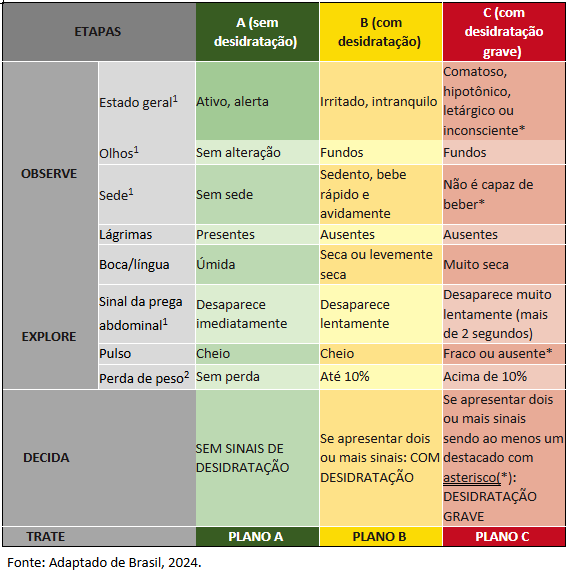 ETAPAS
A (sem
desidratação)
B (com
desidratação)
C (com
desidratação
grave)
OBSERVE
Estado geral¹
Ativo, alerta
Irritado, intranquilo
Comatoso,
hipotônico,
letárgico ou
inconsciente*
Olhos¹
Sem alteração
Fundos
Fundos
Sede¹
Sem sede
Sedento, bebe
rápido e
avidamente
Não é capaz de
beber*
Lágrimas
Presentes
Ausentes
Ausentes
Boca/língua
Úmida
Seca ou levemente
seca
Muito seca
EXPLORE
Sinal da prega
abdominal¹
Desaparece
imediatamente
Desaparece
lentamente
Desaparece muito
lentamente (mais
de 2 segundos)
Pulso
Cheio
Cheio
Fraco ou ausente*
Perda de peso²
Sem perda
Até 10%
Acima de 10%
DECIDA
SEM SINAIS DE
DESIDRATAÇÃO
Se apresentar dois
ou mais sinais: COM
DESIDRATAÇÃO
Se apresentar dois
ou mais sinais
sendo ao menos um
destacado com
asterisco(*):
DESIDRATAÇÃO
GRAVE
TRATE
PLANO A
PLANO B
PLANO C
Fonte: Adaptado de Brasil, 2024.